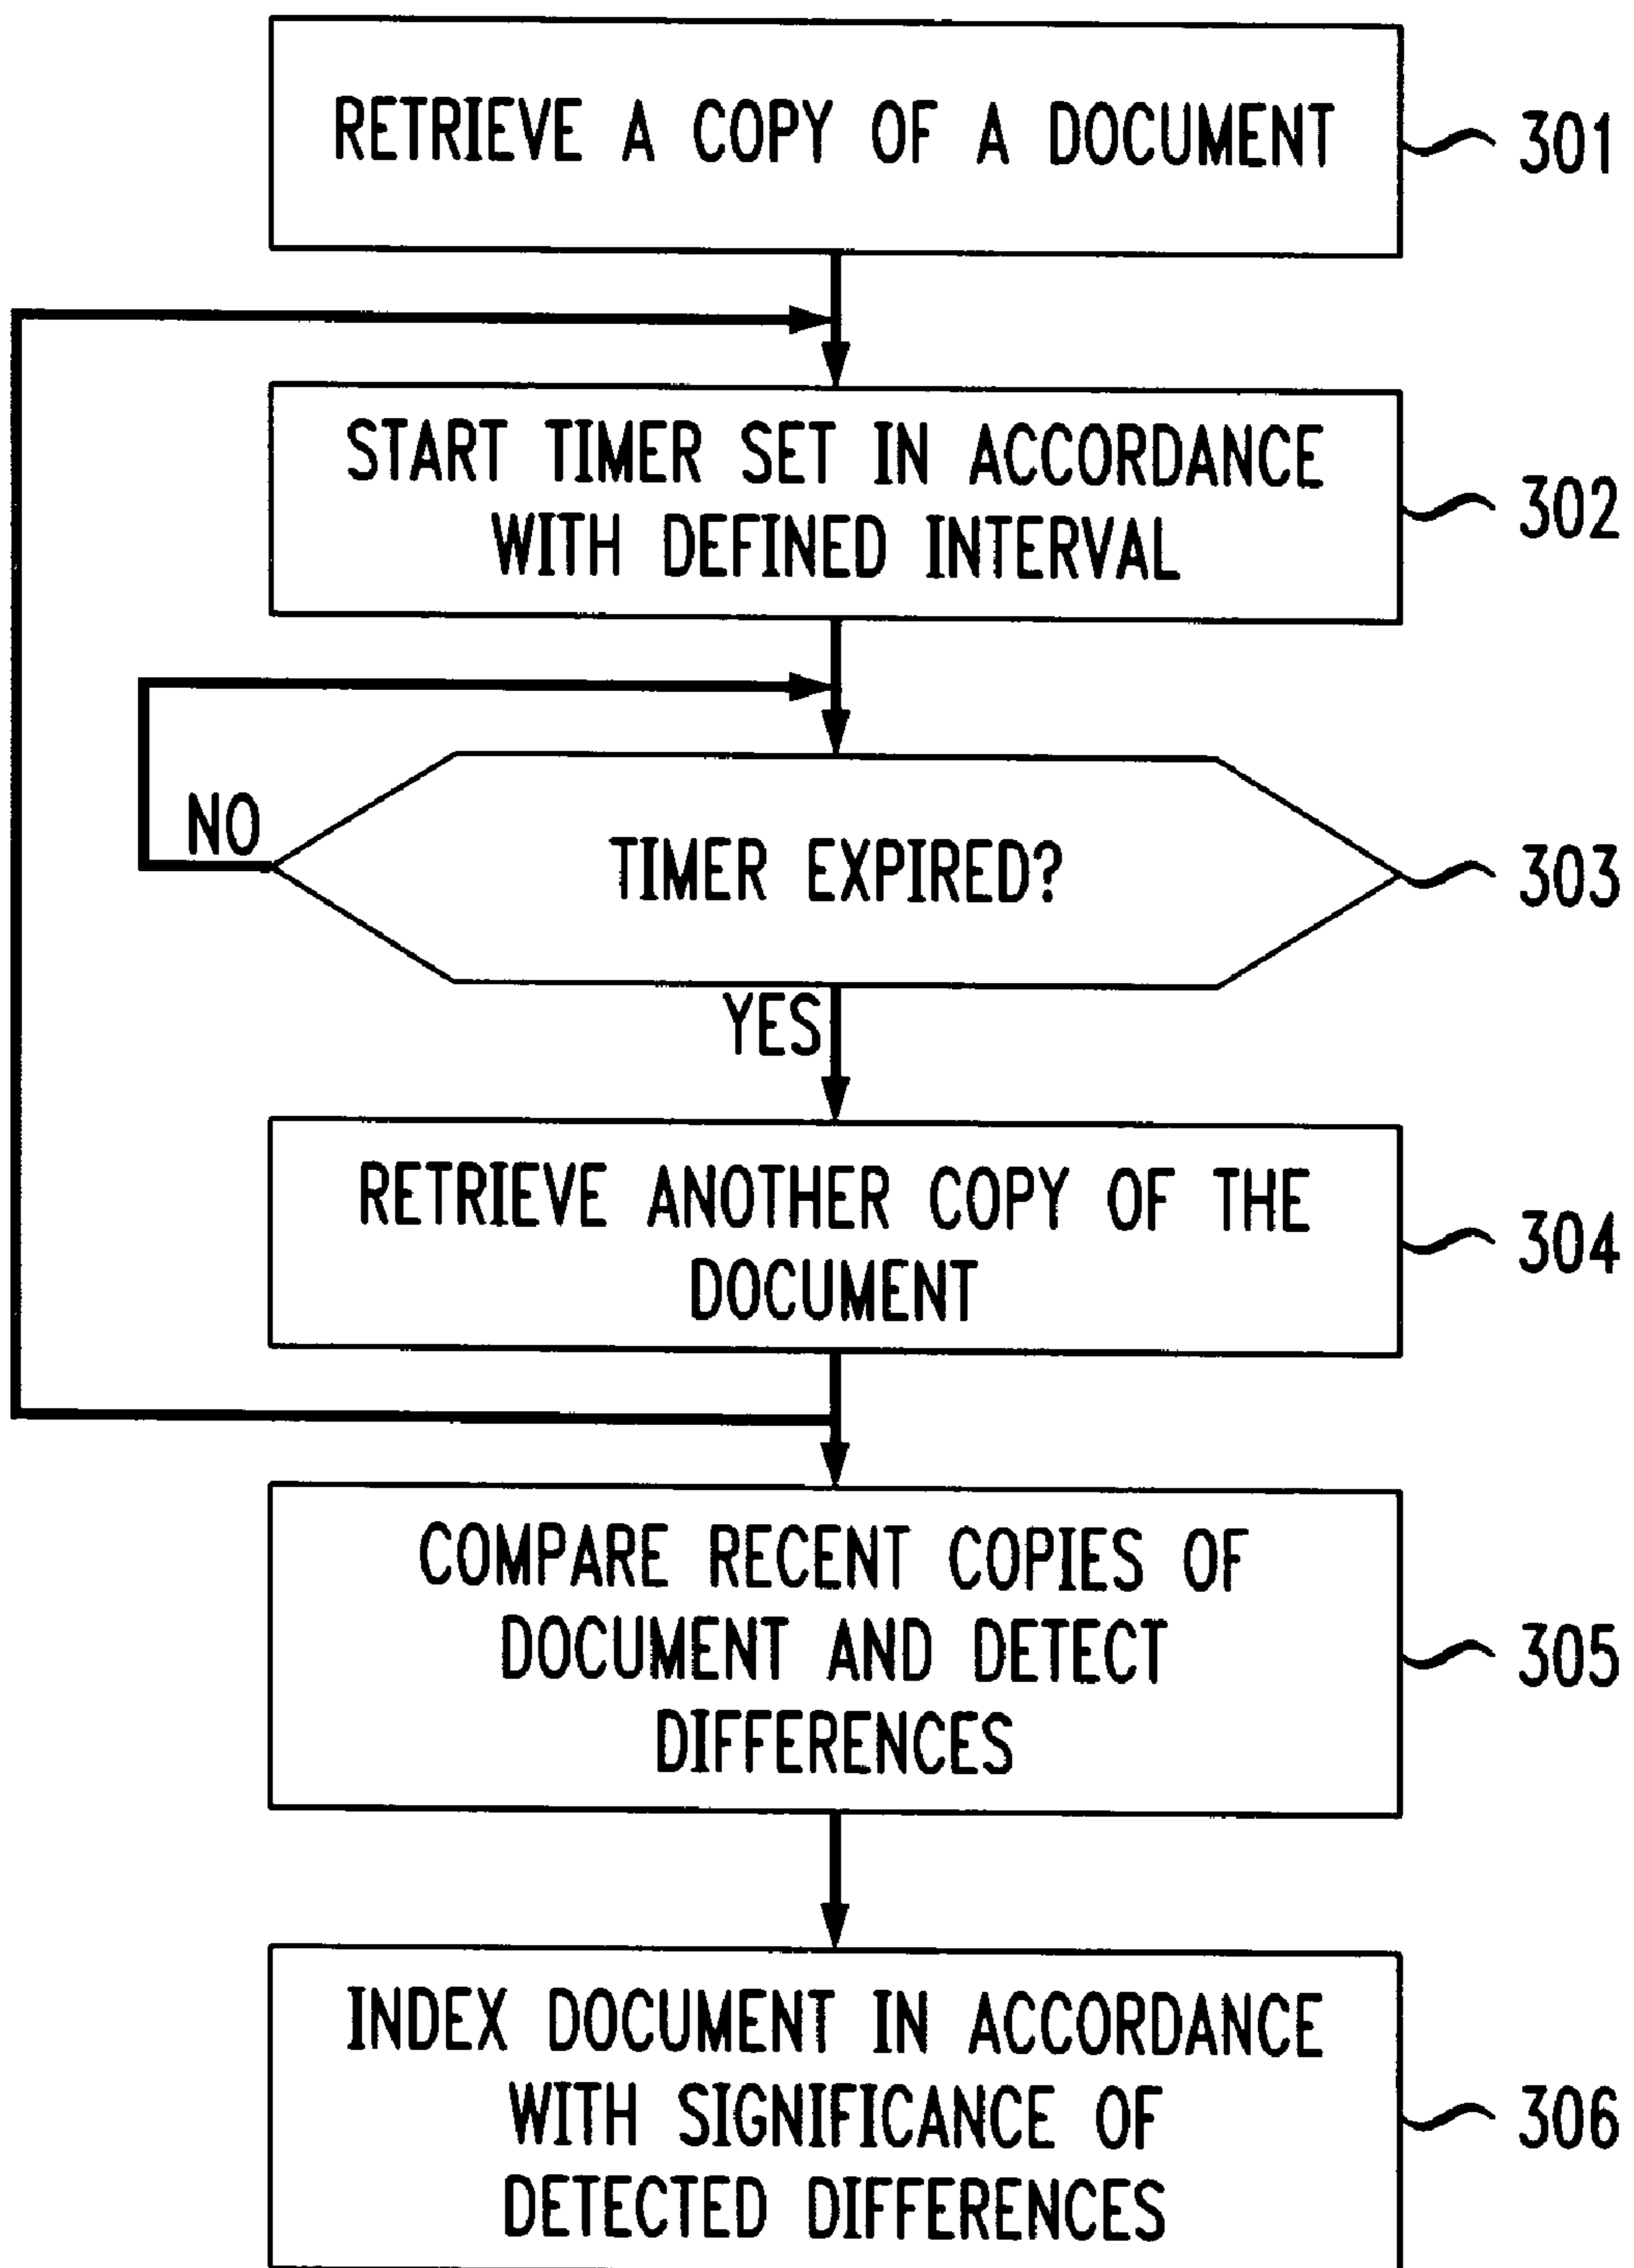 RETRIEVE A COPY OF A DOCUMENT
301
START TIMER SET IN ACCORDANCE
WITH DEFINED INTERVAL
302
NO
TIMER EXPIRED?
303
YES
RETRIEVE ANOTHER COPY OF THE
DOCUMENT
304
COMPARE RECENT COPIES OF
DOCUMENT AND DETECT
DIFFERENCES
305
INDEX DOCUMENT IN ACCORDANCE
WITH SIGNIFICANCE OF
DETECTED DIFFERENCES
306